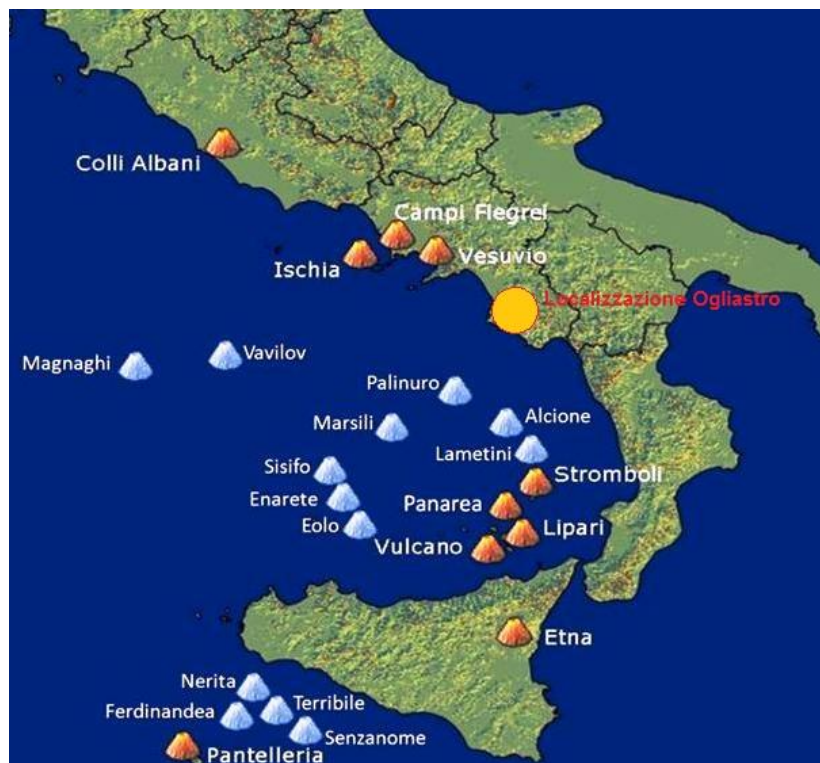 Colli Albani
Campi Flegrei
Ischia
Vesuvio
Localizzazione Ogliastro
Magnaghi
Vavilov
Palinuro
Marsili
Alcione
Lametini
Sisifo
Stromboli
Enarete
Panarea
Eolo
Lipari
Vulcano
Etna
Nerita
Terribile
Ferdinandea
Senzanome
Pantelleria